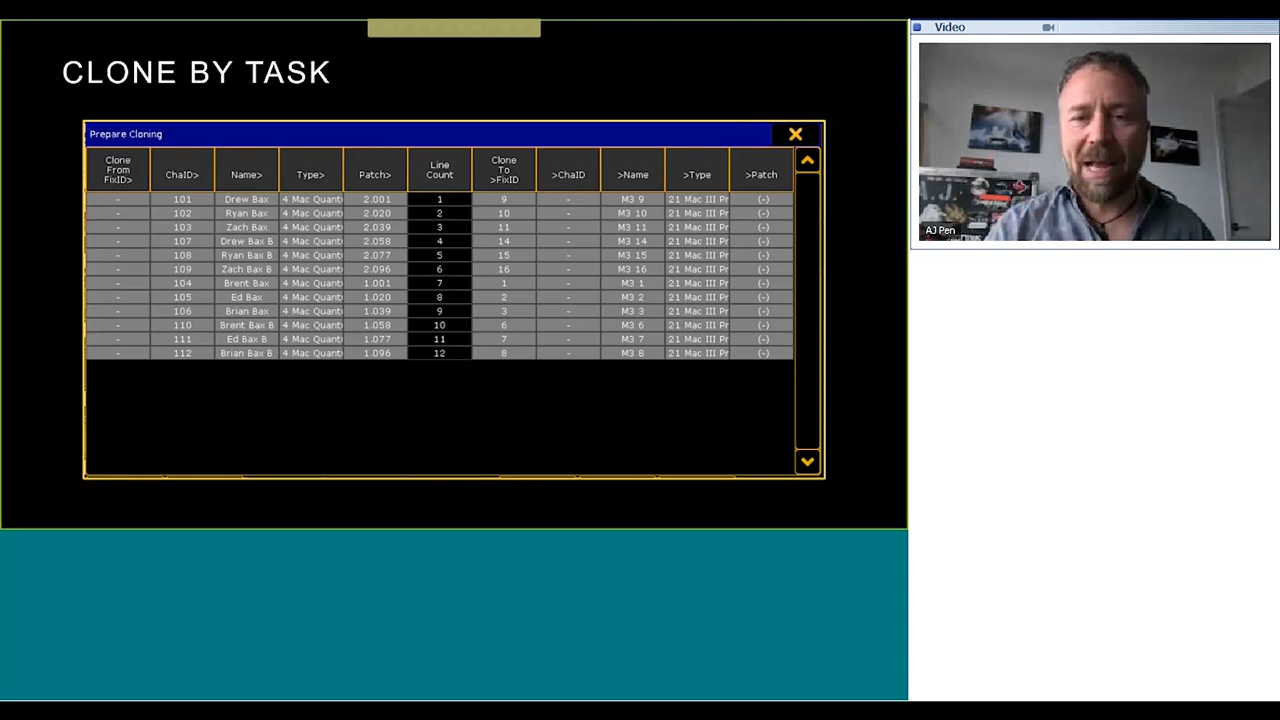 CLONE BY TASK
Prepare Cloning
Clone From FixID> ChaID> Name> Type> Patch> Line Count Clone To >FixID >ChaID >Name >Type >Patch
- 101 Drew Bax 4 Mac Quant 2.001 1 9 - M3 9 21 Mac III Pr (-)
- 102 Ryan Bax 4 Mac Quant 2.020 2 10 - M3 10 21 Mac III Pr (-)
- 103 Zach Bax 4 Mac Quant 2.039 3 11 - M3 11 21 Mac III Pr (-)
- 107 Drew Bax B 4 Mac Quant 2.058 4 14 - M3 14 21 Mac III Pr (-)
- 108 Ryan Bax B 4 Mac Quant 2.077 5 15 - M3 15 21 Mac III Pr (-)
- 109 Zach Bax B 4 Mac Quant 2.096 6 16 - M3 16 21 Mac III Pr (-)
- 104 Brent Bax 4 Mac Quant 1.001 7 1 - M3 1 21 Mac III Pr (-)
- 105 Ed Bax 4 Mac Quant 1.020 8 2 - M3 2 21 Mac III Pr (-)
- 106 Brian Bax 4 Mac Quant 1.039 9 3 - M3 3 21 Mac III Pr (-)
- 110 Brent Bax B 4 Mac Quant 1.058 10 6 - M3 6 21 Mac III Pr (-)
- 111 Ed Bax B 4 Mac Quant 1.077 11 7 - M3 7 21 Mac III Pr (-)
- 112 Brian Bax B 4 Mac Quant 1.096 12 8 - M3 8 21 Mac III Pr (-)
Video
AJ Pen